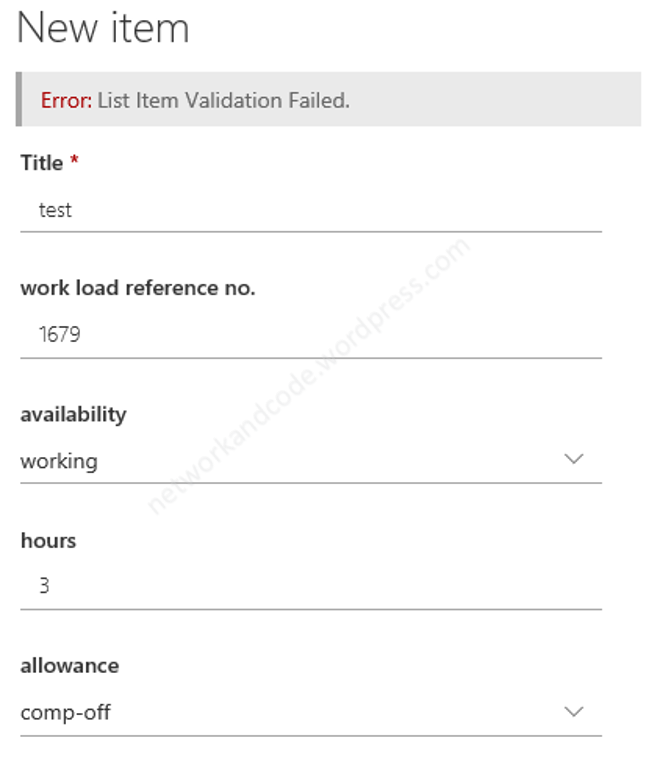 New item
Error: List Item Validation Failed.
Title *
test
work load reference no.
1679
availability
working
hours
3
allowance
comp-off
networkandcode.wordpress.com